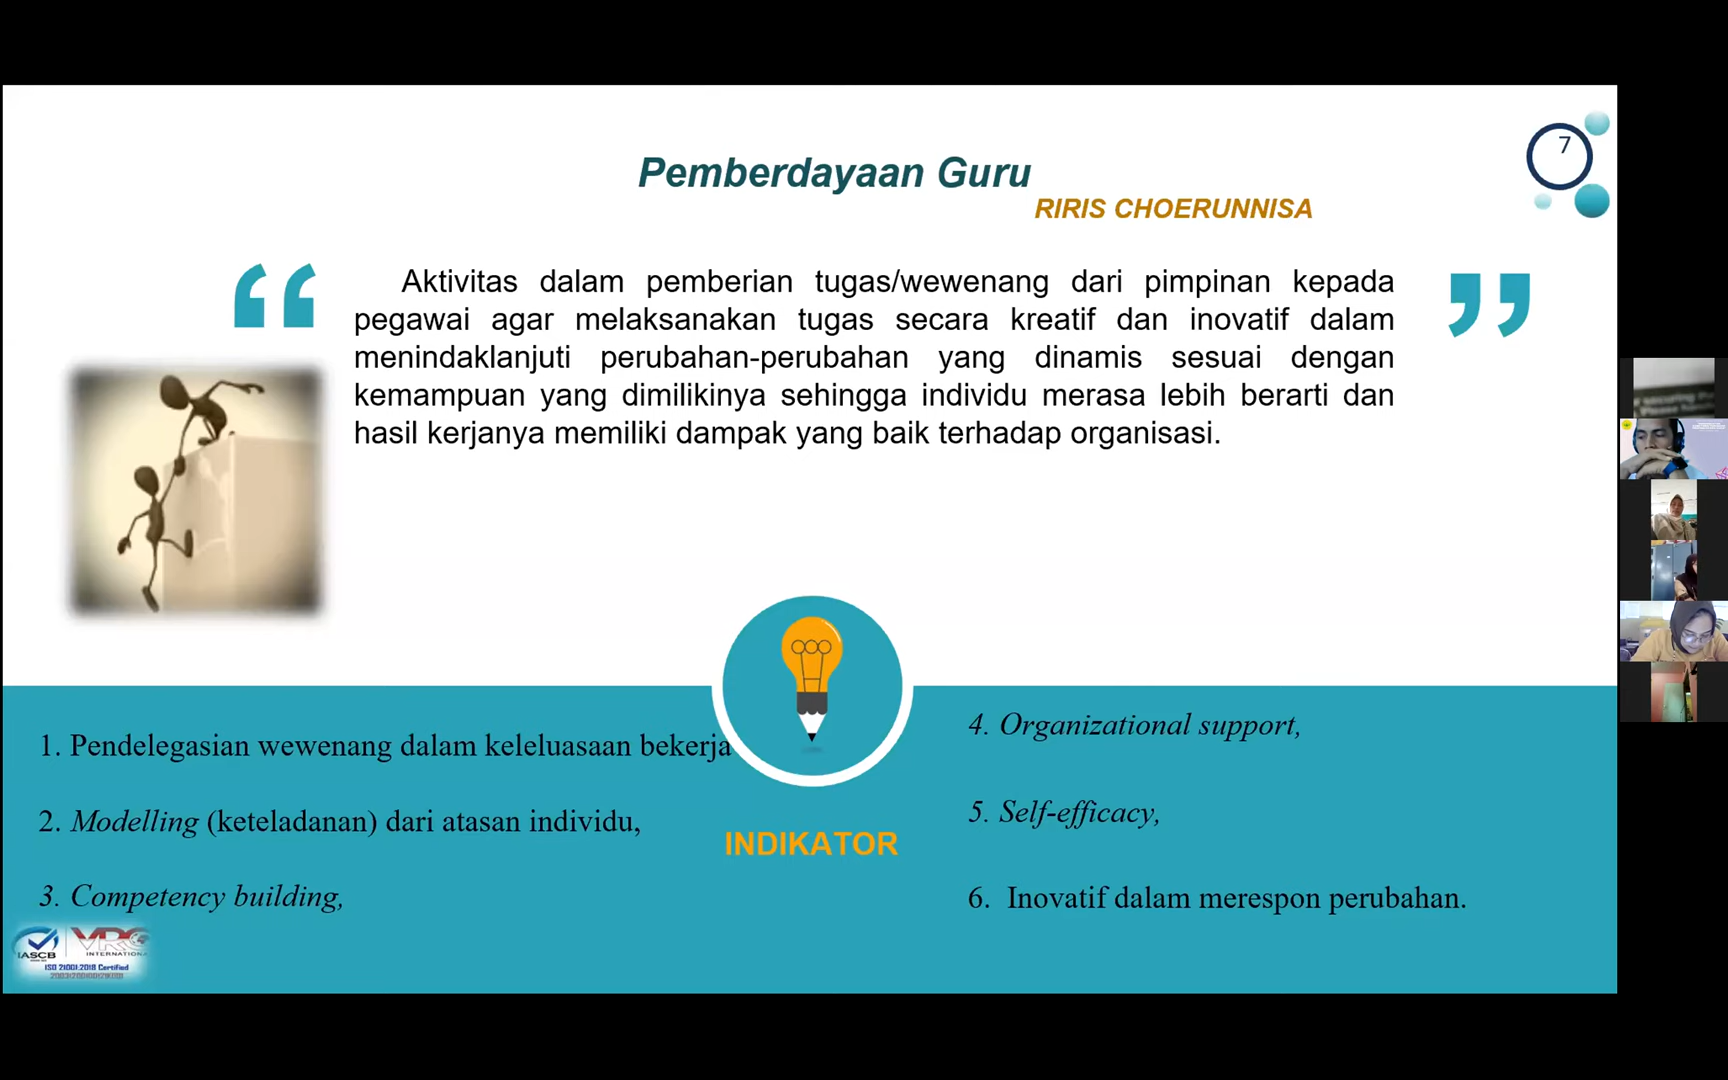 7
Pemberdayaan Guru
RIRIS CHOERUNNISA
Aktivitas dalam pemberian tugas/wewenang dari pimpinan kepada
pegawai agar melaksanakan tugas secara kreatif dan inovatif dalam
menindaklanjuti perubahan-perubahan yang dinamis sesuai dengan
kemampuan yang dimilikinya sehingga individu merasa lebih berarti dan
hasil kerjanya memiliki dampak yang baik terhadap organisasi.
1. Pendelegasian wewenang dalam keleluasaan bekerja
2. Modelling (keteladanan) dari atasan individu,
3. Competency building,
INDIKATOR
4. Organizational support,
5. Self-efficacy,
6. Inovatif dalam merespon perubahan.
IASCB
VRC
INTERNATIONAL
ISO 21001:2018 Certified